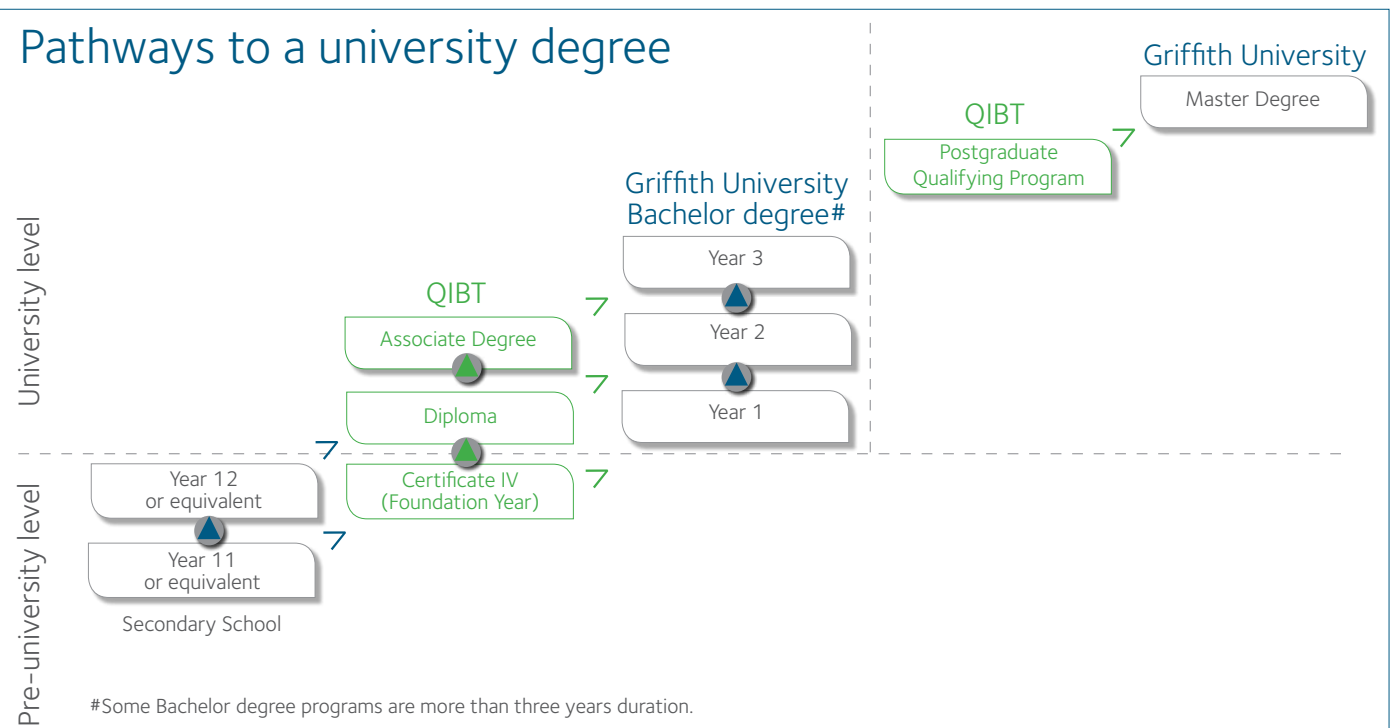 Pathways to a university degree
Griffith University
Master Degree
QIBT
Postgraduate
Qualifying Program
Griffith University
Bachelor degree#
Year 3
Year 2
Year 1
QIBT
Associate Degree
Diploma
Certificate IV
(Foundation Year)
University level
Year 12
or equivalent
Year 11
or equivalent
Secondary School
Pre-university level
#Some Bachelor degree programs are more than three years duration.